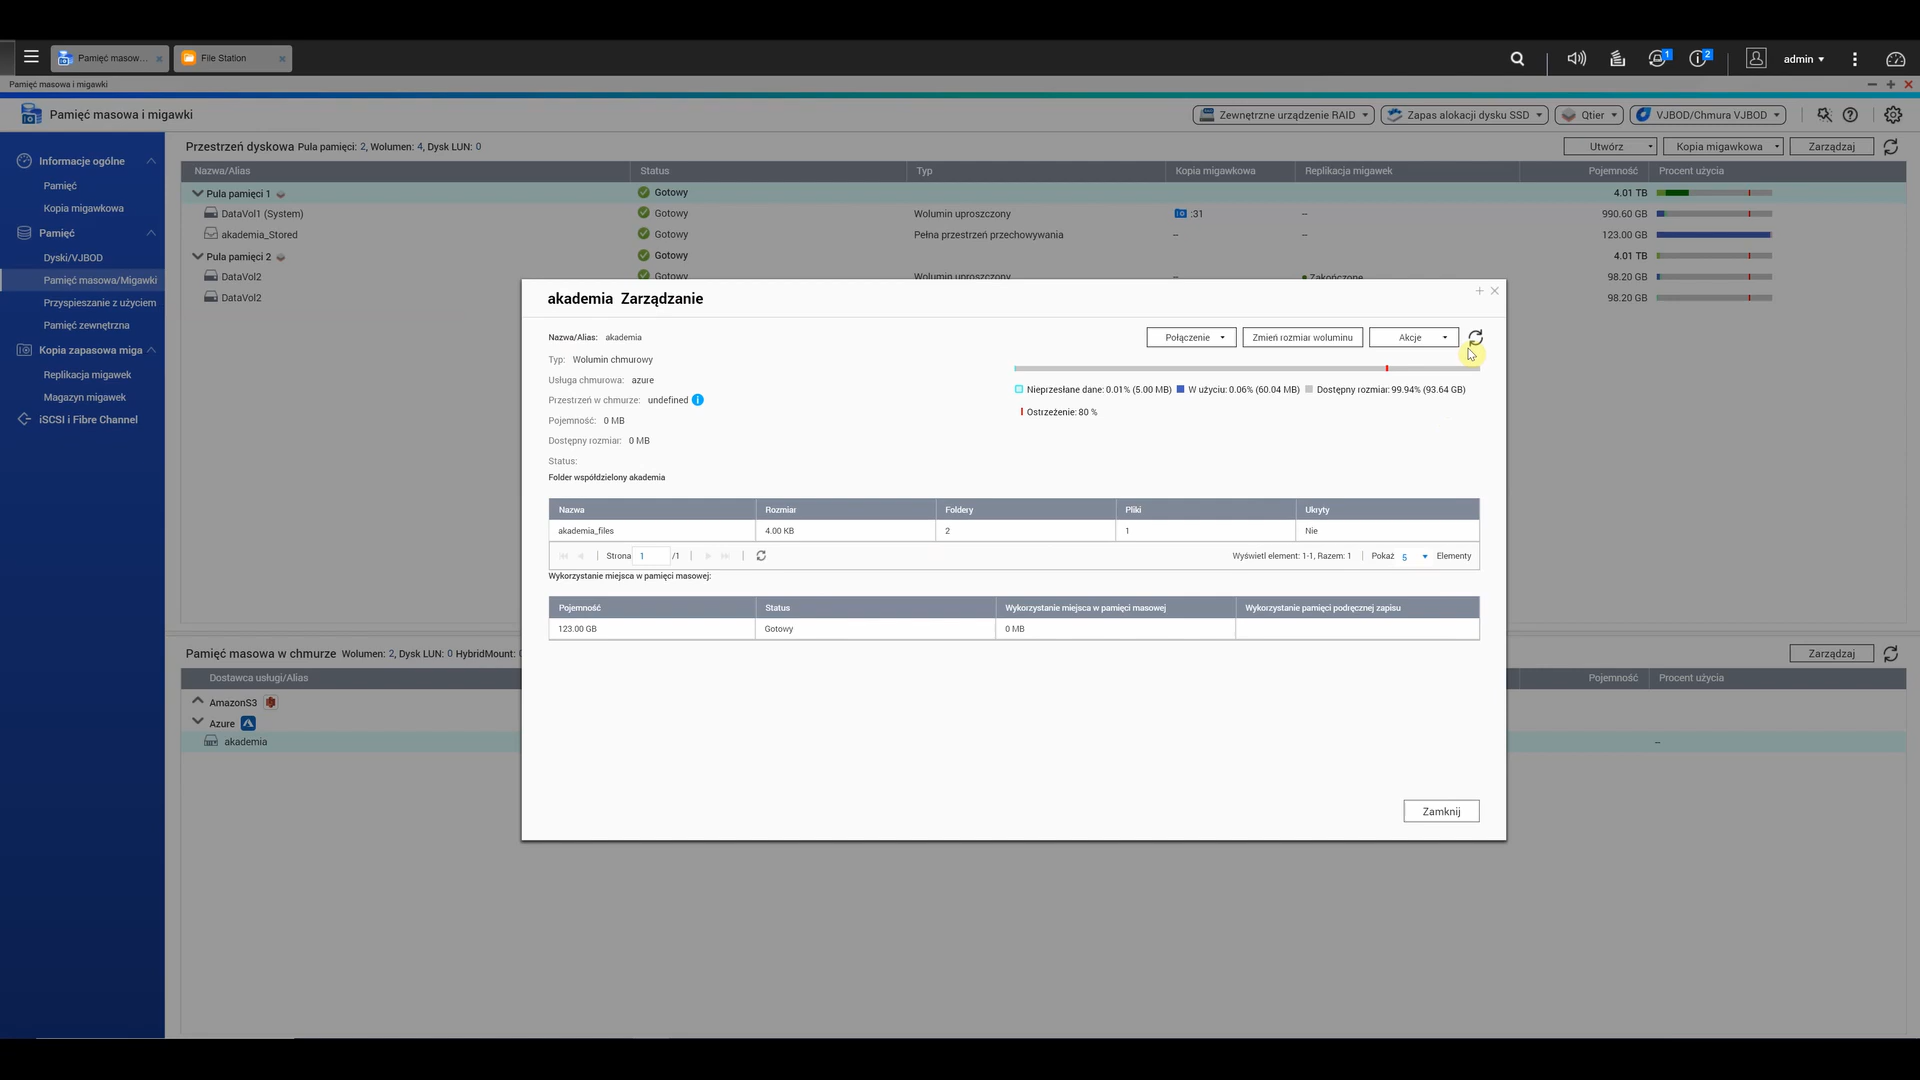 Pamięć masow...
File Station
1
2
admin
Pamięć masowa i migawki
Pamięć masowa i migawki
Zewnętrzne urządzenie RAID
Zapas alokacji dysku SSD
Qtier
VJBOD/Chmura VJBOD
Informacje ogólne
Pamięć
Kopia migawkowa
Pamięć
Dyski/VJBOD
Pamięć masowa/Migawki
Przyspieszanie z użyciem
Pamięć zewnętrzna
Kopia zapasowa miga
Replikacja migawek
Magazyn migawek
iSCSI i Fibre Channel
Przestrzeń dyskowa Pula pamięci: 2, Wolumen: 4, Dysk LUN: 0
Utwórz
Kopia migawkowa
Zarządzaj
Nazwa/Alias Status Typ Kopia migawkowa Replikacja migawek Pojemność Procent użycia
Pula pamięci 1 Gotowy 4.01 TB
DataVol1 (System) Gotowy Wolumin uproszczony :31 -- 990.60 GB
akademia_Stored Gotowy Pełna przestrzeń przechowywania -- -- 123.00 GB
Pula pamięci 2 Gotowy 4.01 TB
DataVol2 Gotowy Wolumin uproszczony Zakończone 98.20 GB
DataVol2 98.20 GB
akademia Zarządzanie
Nazwa/Alias: akademia
Połączenie
Zmień rozmiar woluminu
Akcje
Typ: Wolumin chmurowy
Usługa chmurowa: azure
Przestrzeń w chmurze: undefined
Pojemność: 0 MB
Dostępny rozmiar: 0 MB
Status:
Nieprzesłane dane: 0.01% (5.00 MB) W użyciu: 0.06% (60.04 MB) Dostępny rozmiar: 99.94% (93.64 GB)
Ostrzeżenie: 80 %
Folder współdzielony akademia
Nazwa Rozmiar Foldery Pliki Ukryty
akademia_files 4.00 KB 2 1 Nie
Strona 1 /1 Wyświetl element: 1-1, Razem: 1 Pokaż 5 Elementy
Wykorzystanie miejsca w pamięci masowej:
Pojemność Status Wykorzystanie miejsca w pamięci masowej Wykorzystanie pamięci podręcznej zapisu
123.00 GB Gotowy 0 MB
Zamknij
Pamięć masowa w chmurze Wolumen: 2, Dysk LUN: 0 HybridMount:
Zarządzaj
Dostawca usługi/Alias Pojemność Procent użycia
AmazonS3
Azure
akademia --